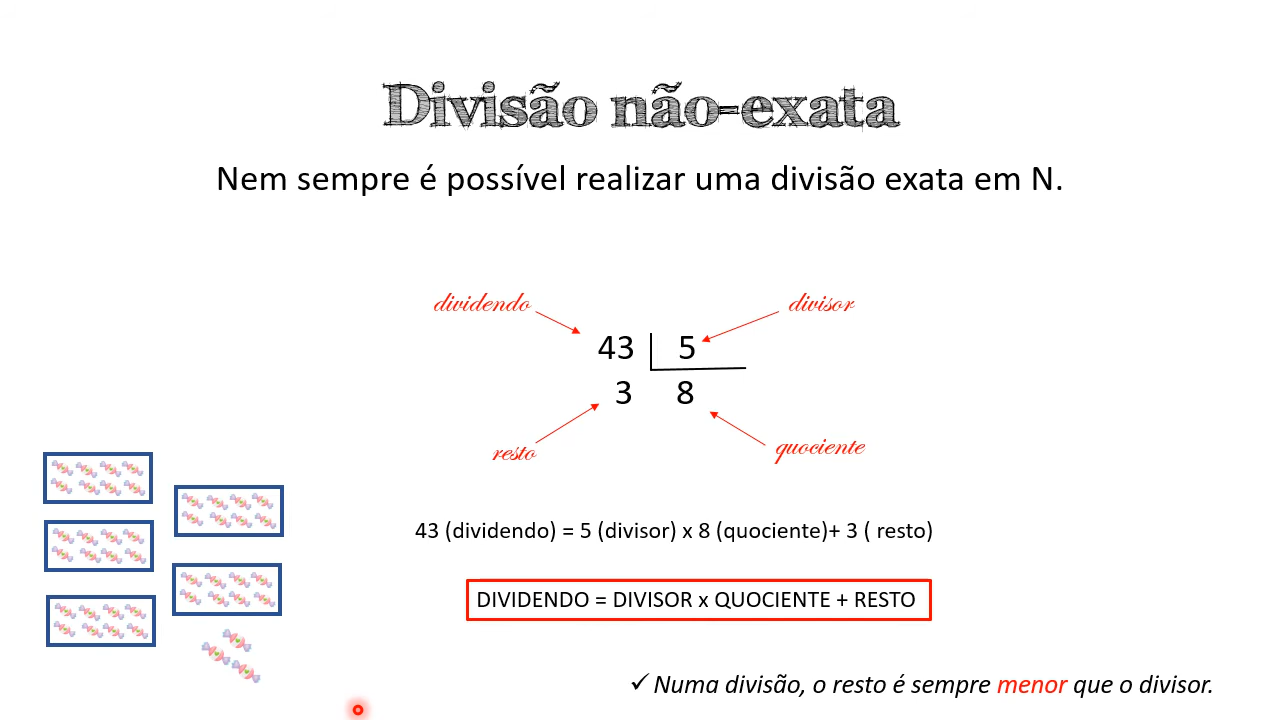 Divisão não-exata
Nem sempre é possível realizar uma divisão exata em N.
dividendo
divisor
43 5
3 8
resto
quociente
43 (dividendo) = 5 (divisor) x 8 (quociente)+ 3 ( resto)
DIVIDENDO = DIVISOR x QUOCIENTE + RESTO
✓ Numa divisão, o resto é sempre menor que o divisor.